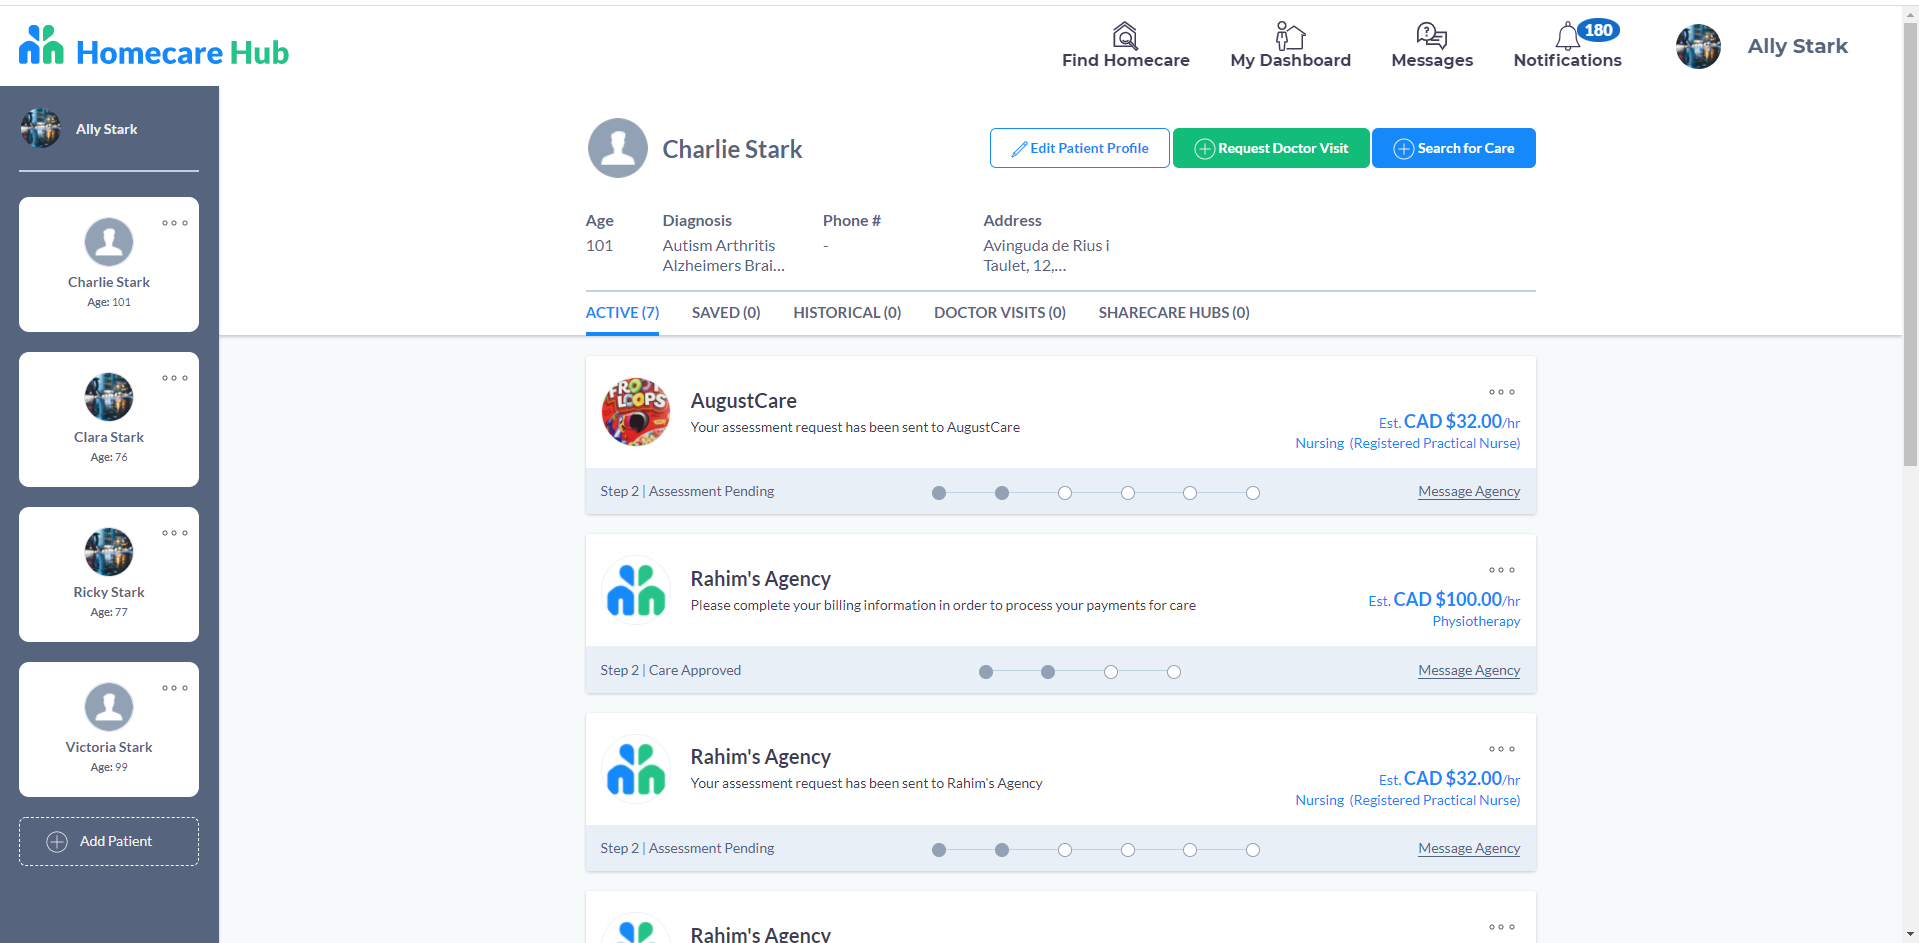 Homecare Hub
Find Homecare
My Dashboard
Messages
180
Notifications
Ally Stark
Ally Stark
Charlie Stark
Age: 101
Clara Stark
Age: 76
Ricky Stark
Age: 77
Victoria Stark
Age: 99
Add Patient
Charlie Stark
Edit Patient Profile
Request Doctor Visit
Search for Care
Age
101
Diagnosis
Autism Arthritis
Alzheimers Brai...
Phone #
-
Address
Avinguda de Rius i
Taulet, 12,...
ACTIVE (7)
SAVED (0)
HISTORICAL (0)
DOCTOR VISITS (0)
SHARECARE HUBS (0)
FROOT
LOOPS
AugustCare
Your assessment request has been sent to AugustCare
Est. CAD $32.00/hr
Nursing (Registered Practical Nurse)
Step 2 | Assessment Pending
Message Agency
Rahim's Agency
Please complete your billing information in order to process your payments for care
Est. CAD $100.00/hr
Physiotherapy
Step 2 | Care Approved
Message Agency
Rahim's Agency
Your assessment request has been sent to Rahim's Agency
Est. CAD $32.00/hr
Nursing (Registered Practical Nurse)
Step 2 | Assessment Pending
Message Agency
Rahim's Agency